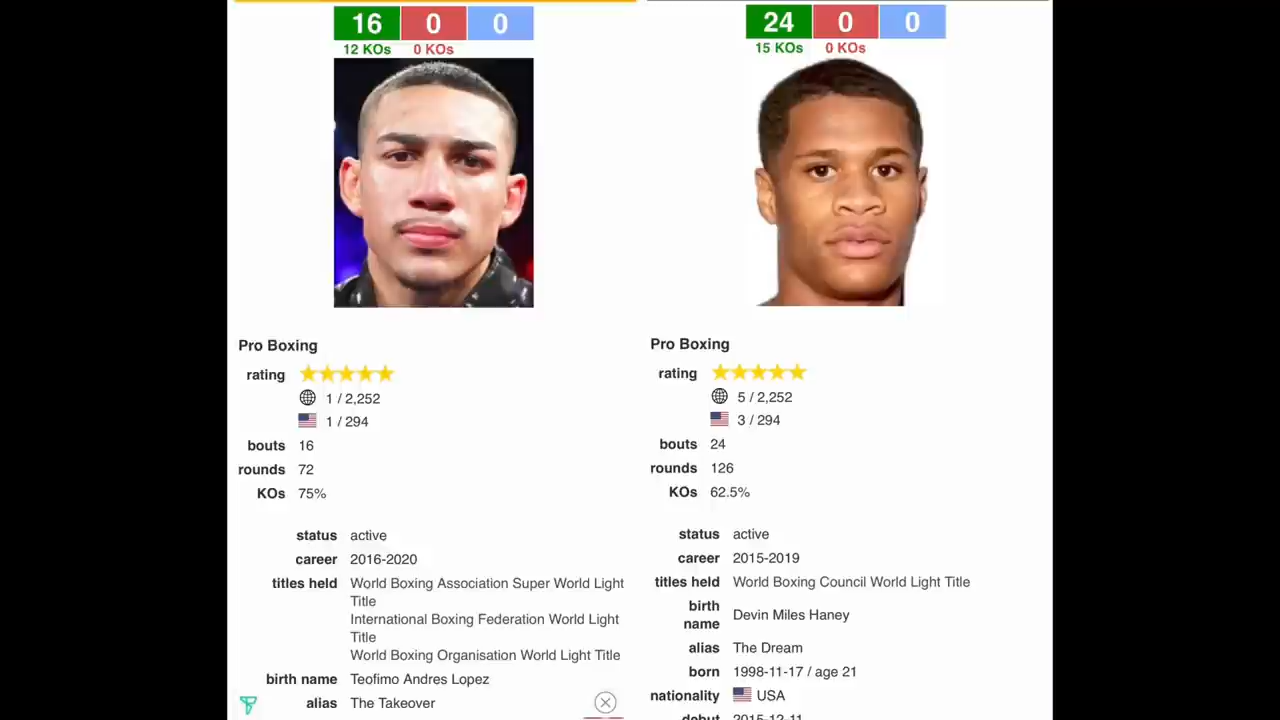 16 0 0
12 KOs 0 KOs
Pro Boxing
rating
1 / 2,252
1 / 294
bouts 16
rounds 72
KOs 75%
status active
career 2016-2020
titles held World Boxing Association Super World Light
Title
International Boxing Federation World Light
Title
World Boxing Organisation World Light Title
birth name Teofimo Andres Lopez
alias The Takeover
24 0 0
15 KOs 0 KOs
Pro Boxing
rating
5 / 2,252
3 / 294
bouts 24
rounds 126
KOs 62.5%
status active
career 2015-2019
titles held World Boxing Council World Light Title
birth
name Devin Miles Haney
alias The Dream
born 1998-11-17 / age 21
nationality USA
debut 2015-12-11